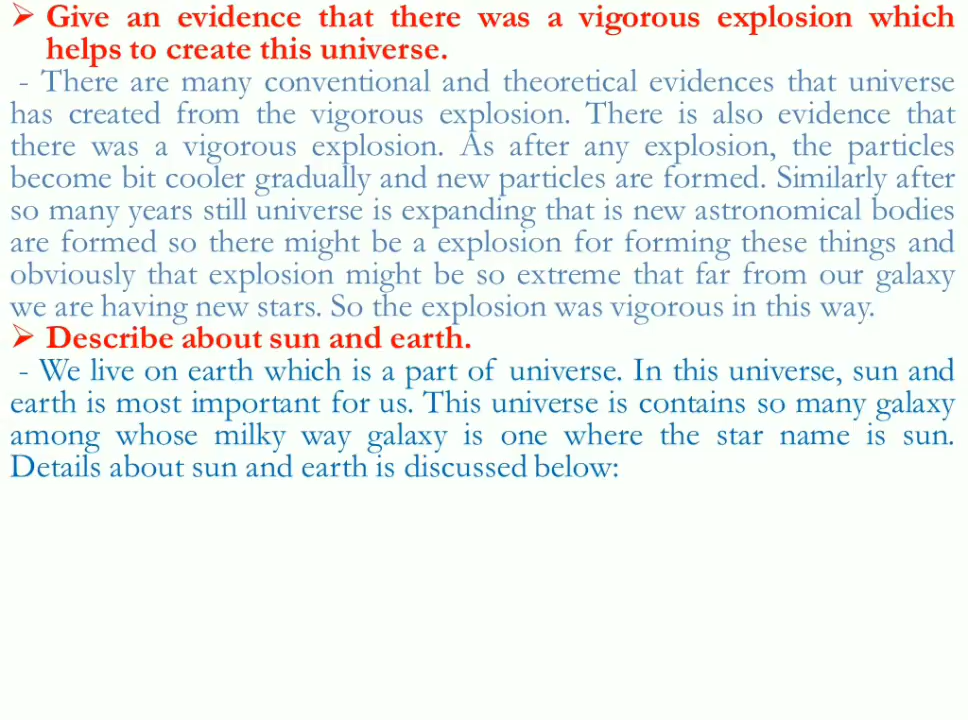 ➢ Give an evidence that there was a vigorous explosion which
helps to create this universe.
- There are many conventional and theoretical evidences that universe
has created from the vigorous explosion. There is also evidence that
there was a vigorous explosion. As after any explosion, the particles
become bit cooler gradually and new particles are formed. Similarly after
so many years still universe is expanding that is new astronomical bodies
are formed so there might be a explosion for forming these things and
obviously that explosion might be so extreme that far from our galaxy
we are having new stars. So the explosion was vigorous in this way.
➢ Describe about sun and earth.
- We live on earth which is a part of universe. In this universe, sun and
earth is most important for us. This universe is contains so many galaxy
among whose milky way galaxy is one where the star name is sun.
Details about sun and earth is discussed below: